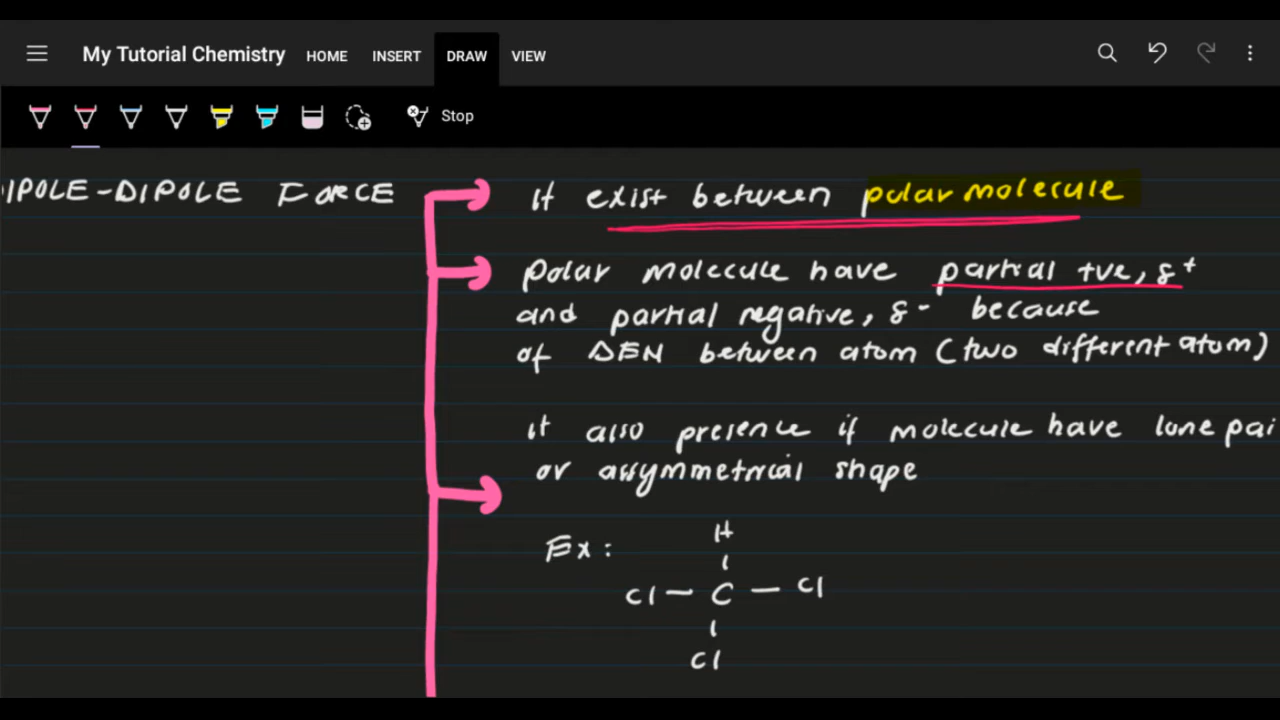 My Tutorial Chemistry HOME INSERT DRAW VIEW
Stop
IPOLE-DIPOLE FORCE
It exist between polar molecule
Polar molecule have partial +ve, δ+
and partial negative, δ- because
of ΔEN between atom (two different atom)
It also presence if molecule have lone pai
or assymmetrical shape
Ex:
H
Cl - C - Cl
Cl